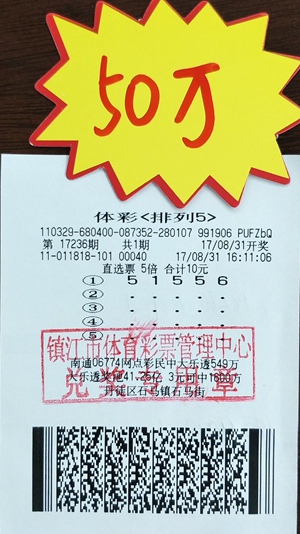 50万
体彩<排列5>
110329-680400-087352-280107 991906 PUFZbQ
第 17236期 共1期 17/08/31开奖
11-011818-101 00040 17/08/31 16:11:06
直选票 5倍 合计10元
① 5 1 5 5 6
② - - - - -
③ - - - - -
④ - - - - -
⑤ - - - - -
镇江市体育彩票管理中心
南通06774网点彩民中大乐透549万
大乐透奖池41.25亿 3元可中1600万
兑奖 章
丹徒区石马镇石马街